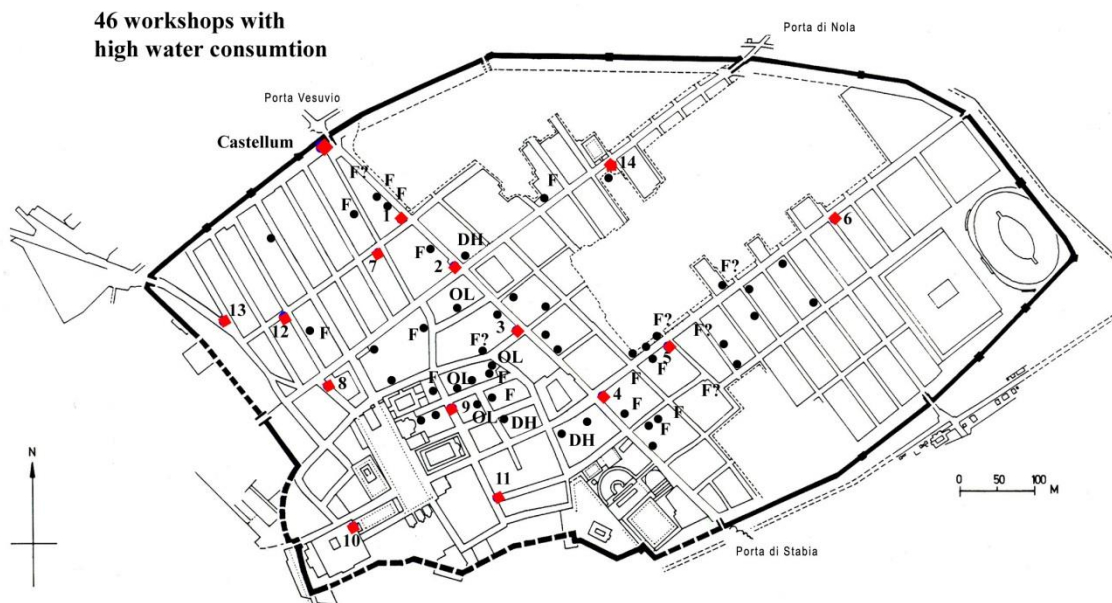 46 workshops with
high water consumtion
Porta di Nola
Porta Vesuvio
Castellum
F?
F
F
1
F
14
6
7
F
DH
2
F?
13
12
OL
F
F
3
F?
OL
F?
5
F?
8
F
OL
F
F
F?
9
OL
F
DH
4
F
F
F
DH
11
N
0 50 100
M
10
Porta di Stabia